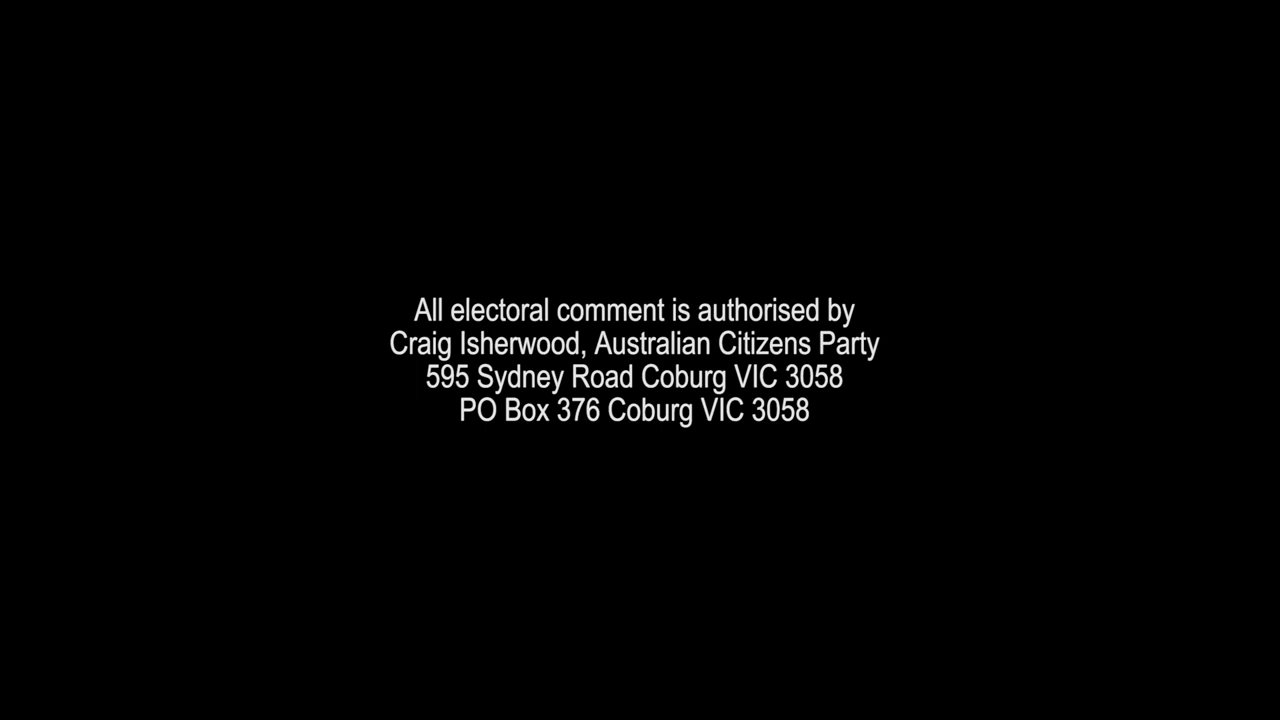 All electoral comment is authorised by
Craig Isherwood, Australian Citizens Party
595 Sydney Road Coburg VIC 3058
PO Box 376 Coburg VIC 3058